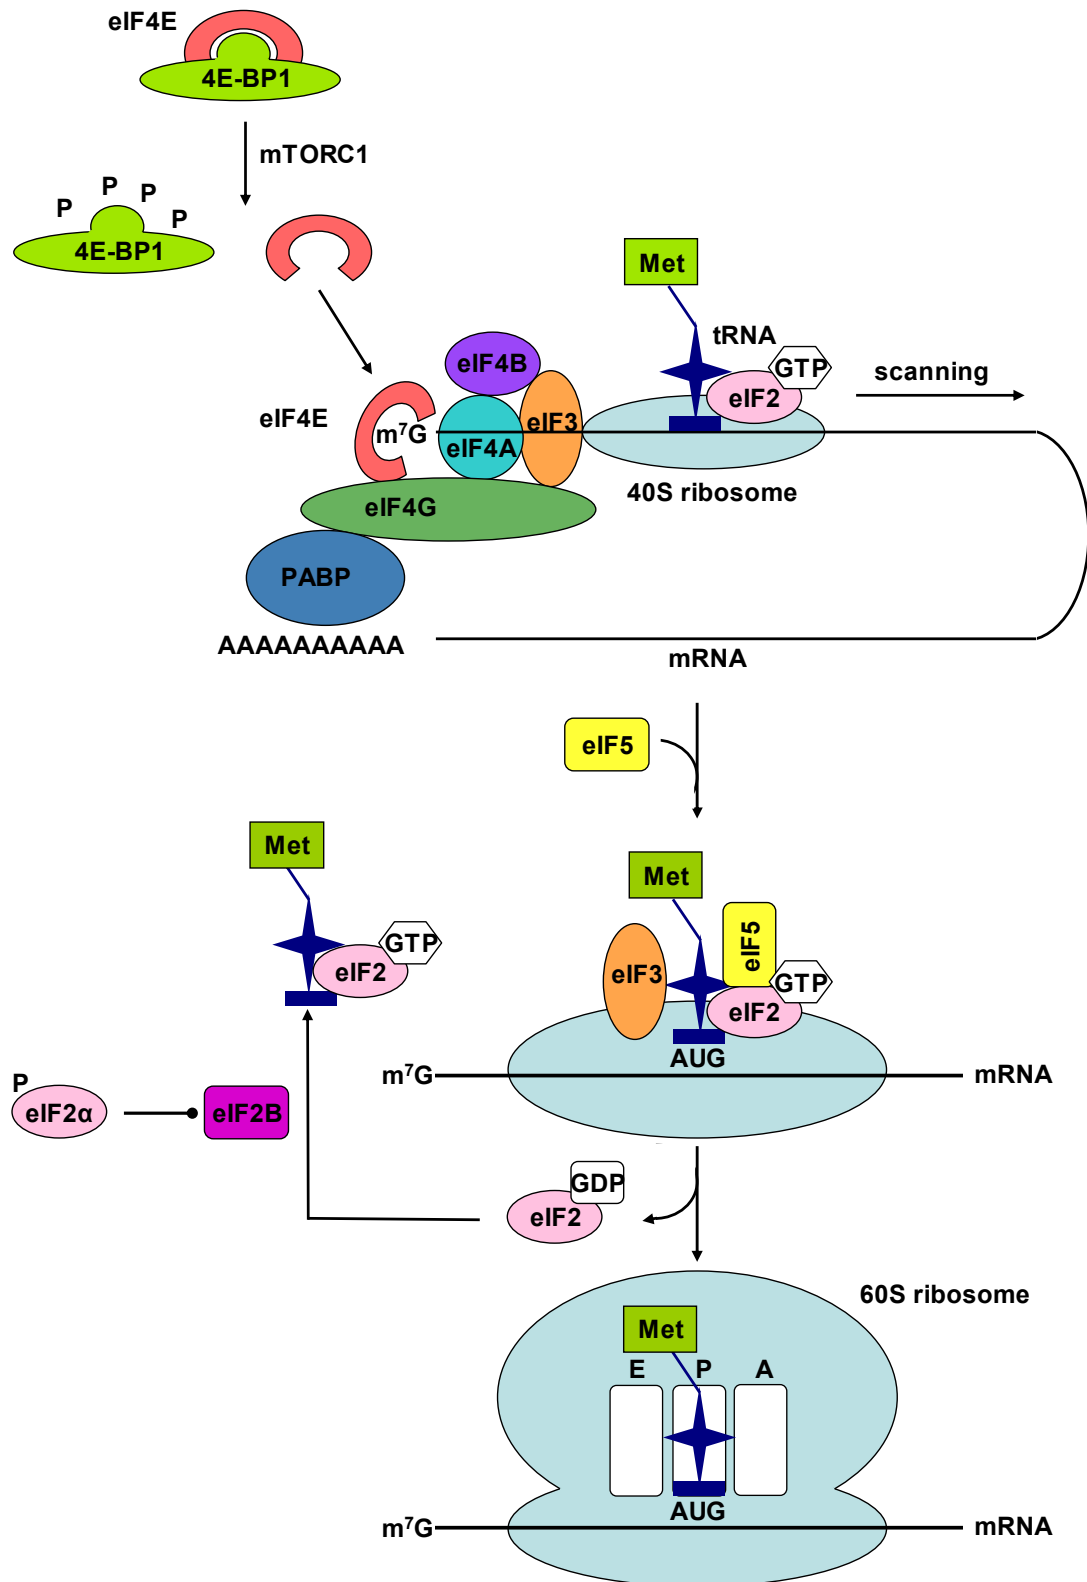 eIF4E
4E-BP1
mTORC1
P P P P
4E-BP1
Met
tRNA
GTP
eIF2
scanning
eIF4B
eIF4E
m⁷G
eIF4A
eIF3
40S ribosome
eIF4G
PABP
AAAAAAAAAA
mRNA
eIF5
Met
GTP
eIF2
Met
eIF5
eIF3
GTP
eIF2
AUG
m⁷G
mRNA
P
eIF2α
eIF2B
GDP
eIF2
60S ribosome
Met
E P A
AUG
m⁷G
mRNA